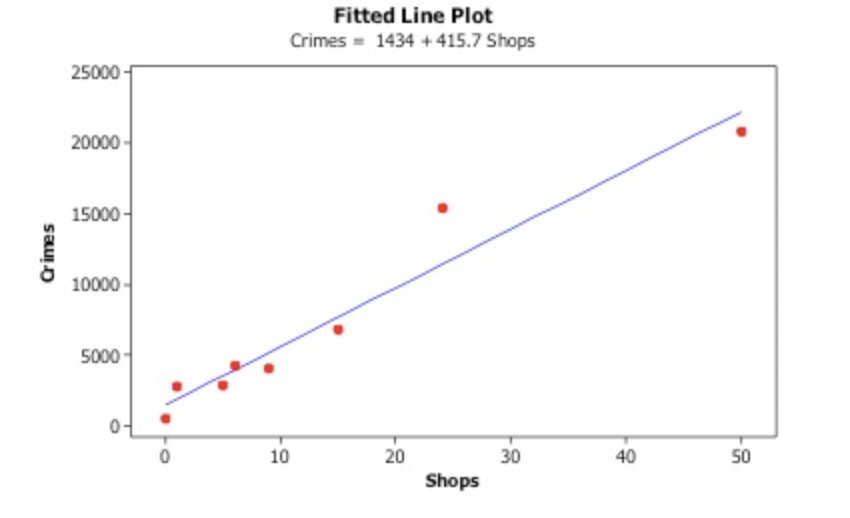 Fitted Line Plot
Crimes = 1434 + 415.7 Shops
25000
20000
15000
10000
5000
0
Crimes
0 10 20 30 40 50
Shops